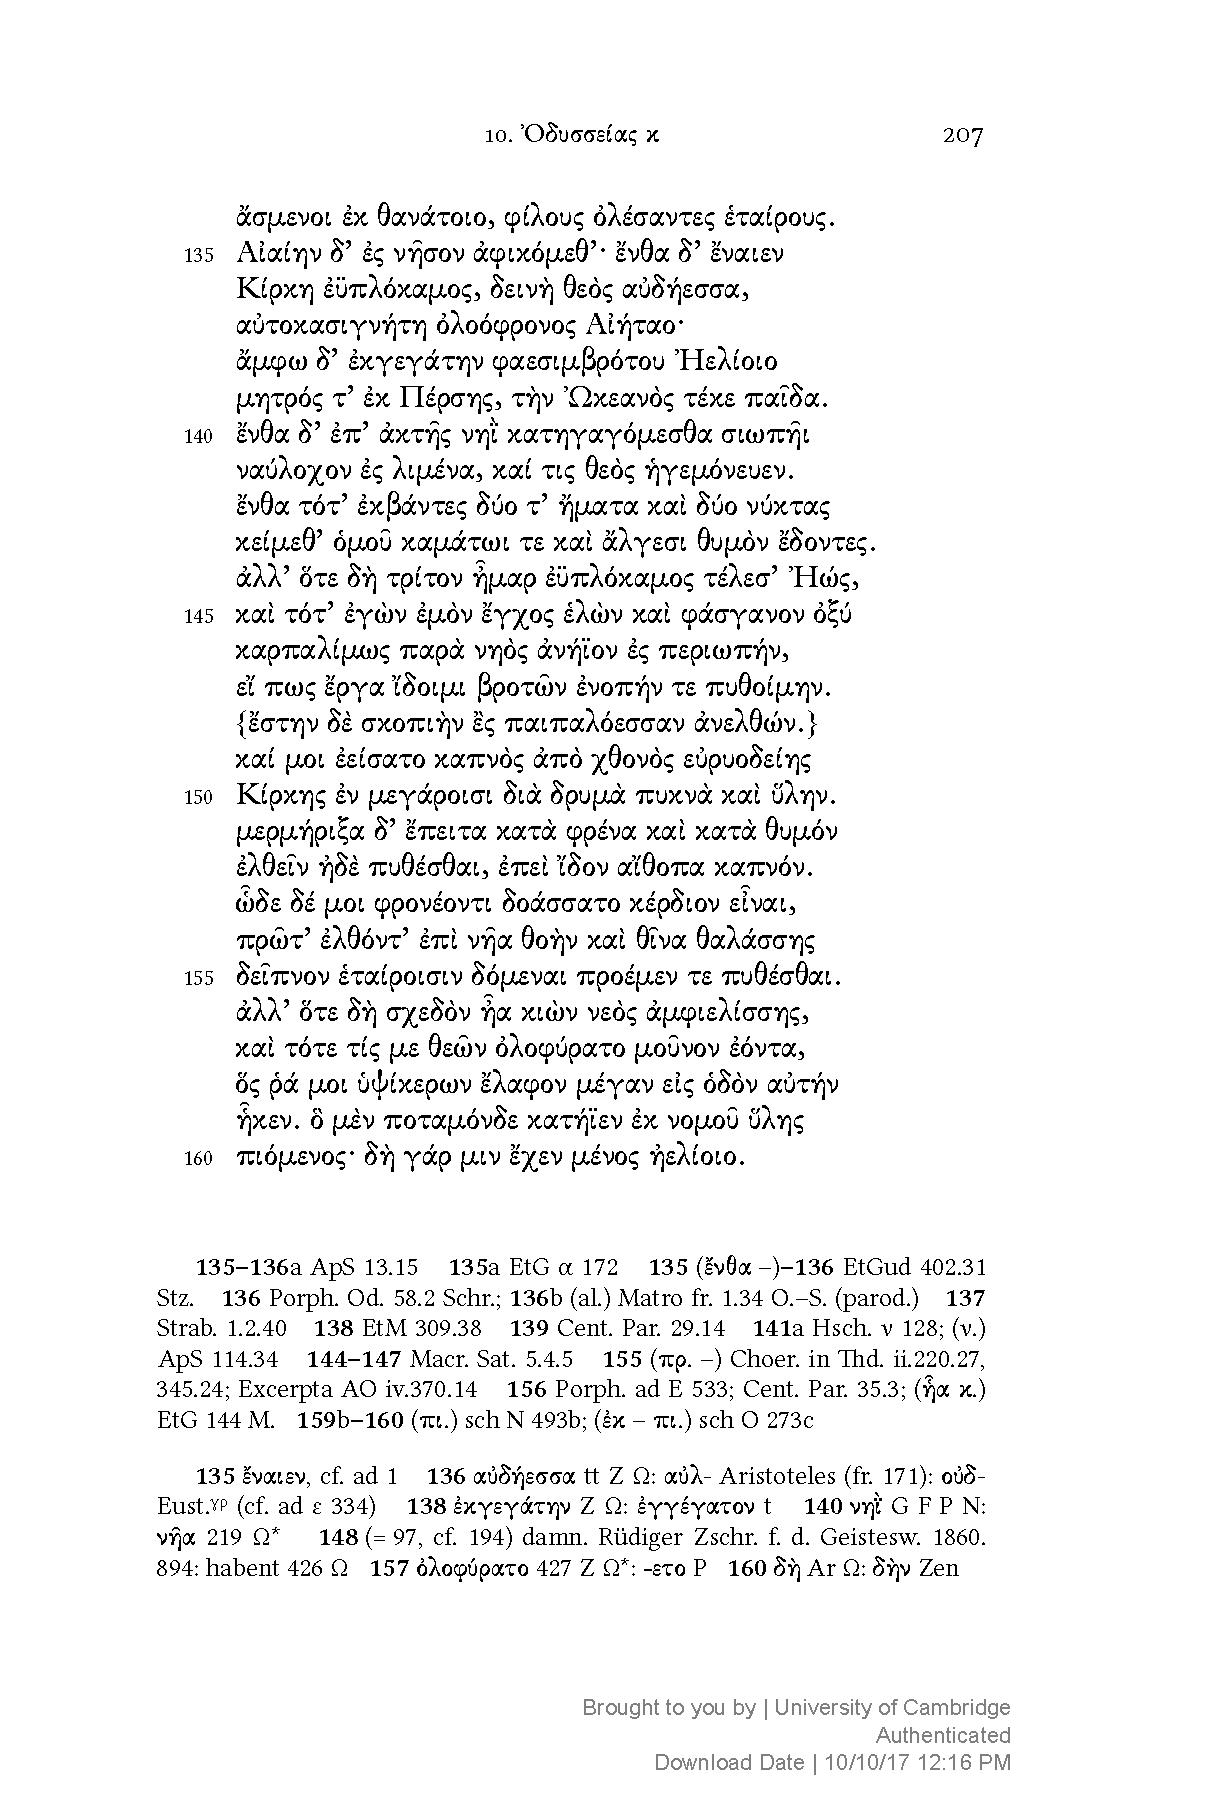 10. Ὀδυσσείας κ 207
ἄσμενοι ἐκ θανάτοιο, φίλους ὀλέσαντες ἑταίρους.
135 Αἰαίην δ’ ἐς νῆσον ἀφικόμεθ’· ἔνθα δ’ ἔναιεν
Κίρκη ἐϋπλόκαμος, δεινὴ θεὸς αὐδήεσσα,
αὐτοκασιγνήτη ὀλοόφρονος Αἰήταο·
ἄμφω δ’ ἐκγεγάτην φαεσιμβρότου Ἠελίοιο
μητρός τ’ ἐκ Πέρσης, τὴν Ὠκεανὸς τέκε παῖδα.
140 ἔνθα δ’ ἐπ’ ἀκτῆς νηῒ κατηγαγόμεσθα σιωπῆι
ναύλοχον ἐς λιμένα, καί τις θεὸς ἡγεμόνευεν.
ἔνθα τότ’ ἐκβάντες δύο τ’ ἤματα καὶ δύο νύκτας
κείμεθ’ ὁμοῦ καμάτωι τε καὶ ἄλγεσι θυμὸν ἔδοντες.
ἀλλ’ ὅτε δὴ τρίτον ἦμαρ ἐϋπλόκαμος τέλεσ’ Ἠώς,
145 καὶ τότ’ ἐγὼν ἐμὸν ἔγχος ἑλὼν καὶ φάσγανον ὀξύ
καρπαλίμως παρὰ νηὸς ἀνήϊον ἐς περιωπήν,
εἴ πως ἔργα ἴδοιμι βροτῶν ἐνοπήν τε πυθοίμην.
{ἔστην δὲ σκοπιὴν ἒς παιπαλόεσσαν ἀνελθών.}
καί μοι ἐείσατο καπνὸς ἀπὸ χθονὸς εὐρυοδείης
150 Κίρκης ἐν μεγάροισι διὰ δρυμὰ πυκνὰ καὶ ὕλην.
μερμήριξα δ’ ἔπειτα κατὰ φρένα καὶ κατὰ θυμόν
ἐλθεῖν ἠδὲ πυθέσθαι, ἐπεὶ ἴδον αἴθοπα καπνόν.
ὧδε δέ μοι φρονέοντι δοάσσατο κέρδιον εἶναι,
πρῶτ’ ἐλθόντ’ ἐπὶ νῆα θοὴν καὶ θῖνα θαλάσσης
155 δεῖπνον ἑταίροισιν δόμεναι προέμεν τε πυθέσθαι.
ἀλλ’ ὅτε δὴ σχεδὸν ἦα κιὼν νεὸς ἀμφιελίσσης,
καὶ τότε τίς με θεῶν ὀλοφύρατο μοῦνον ἐόντα,
ὅς ῥά μοι ὑψίκερων ἔλαφον μέγαν εἰς ὁδὸν αὐτήν
ἧκεν. ὃ μὲν ποταμόνδε κατήϊεν ἐκ νομοῦ ὕλης
160 πιόμενος· δὴ γάρ μιν ἔχεν μένος ἠελίοιο.
135–136a ApS 13.15 135a EtG α 172 135 (ἔνθα –)–136 EtGud 402.31
Stz. 136 Porph. Od. 58.2 Schr.; 136b (al.) Matro fr. 1.34 O.–S. (parod.) 137
Strab. 1.2.40 138 EtM 309.38 139 Cent. Par. 29.14 141a Hsch. ν 128; (ν.)
ApS 114.34 144–147 Macr. Sat. 5.4.5 155 (πρ. –) Choer. in Thd. ii.220.27,
345.24; Excerpta AO iv.370.14 156 Porph. ad E 533; Cent. Par. 35.3; (ἦα κ.)
EtG 144 M. 159b–160 (πι.) sch N 493b; (ἐκ – πι.) sch O 273c
135 ἔναιεν, cf. ad 1 136 αὐδήεσσα tt Z Ω: αὐλ- Aristoteles (fr. 171): οὐδ-
Eust.γρ (cf. ad ε 334) 138 ἐκγεγάτην Z Ω: ἐγγέγατον t 140 νηῒ G F P N:
νῆα 219 Ω* 148 (= 97, cf. 194) damn. Rüdiger Zschr. f. d. Geistesw. 1860.
894: habent 426 Ω 157 ὀλοφύρατο 427 Z Ω*: -ετο P 160 δὴ Ar Ω: δὴν Zen
Brought to you by | University of Cambridge
Authenticated
Download Date | 10/10/17 12:16 PM